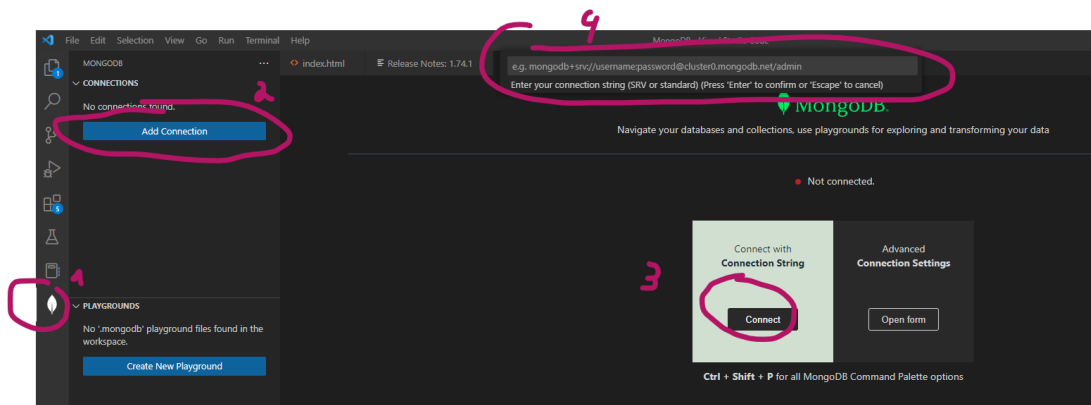 4
File Edit Selection View Go Run Terminal Help
MONGODB ...
index.html
Release Notes: 1.74.1
e.g. mongodb+srv://username:password@cluster0.mongodb.net/admin
Enter your connection string (SRV or standard) (Press 'Enter' to confirm or 'Escape' to cancel)
CONNECTIONS
2
No connections found.
Add Connection
MongoDB.
Navigate your databases and collections, use playgrounds for exploring and transforming your data
Not connected.
Connect with
Connection String
Connect
3
Advanced
Connection Settings
Open form
Ctrl + Shift + P for all MongoDB Command Palette options
1
1
5
PLAYGROUNDS
No '.mongodb' playground files found in the
workspace.
Create New Playground